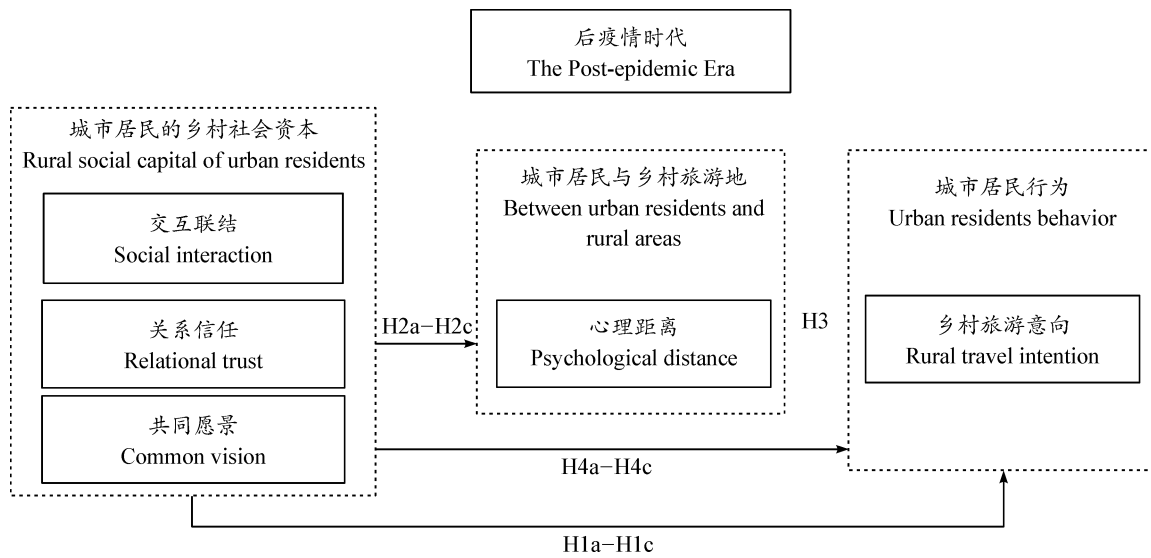 后疫情时代
The Post-epidemic Era
城市居民的乡村社会资本
Rural social capital of urban residents
交互联结
Social interaction
关系信任
Relational trust
共同愿景
Common vision
H2a−H2c
城市居民与乡村旅游地
Between urban residents and
rural areas
心理距离
Psychological distance
H3
城市居民行为
Urban residents behavior
乡村旅游意向
Rural travel intention
H4a−H4c
H1a−H1c